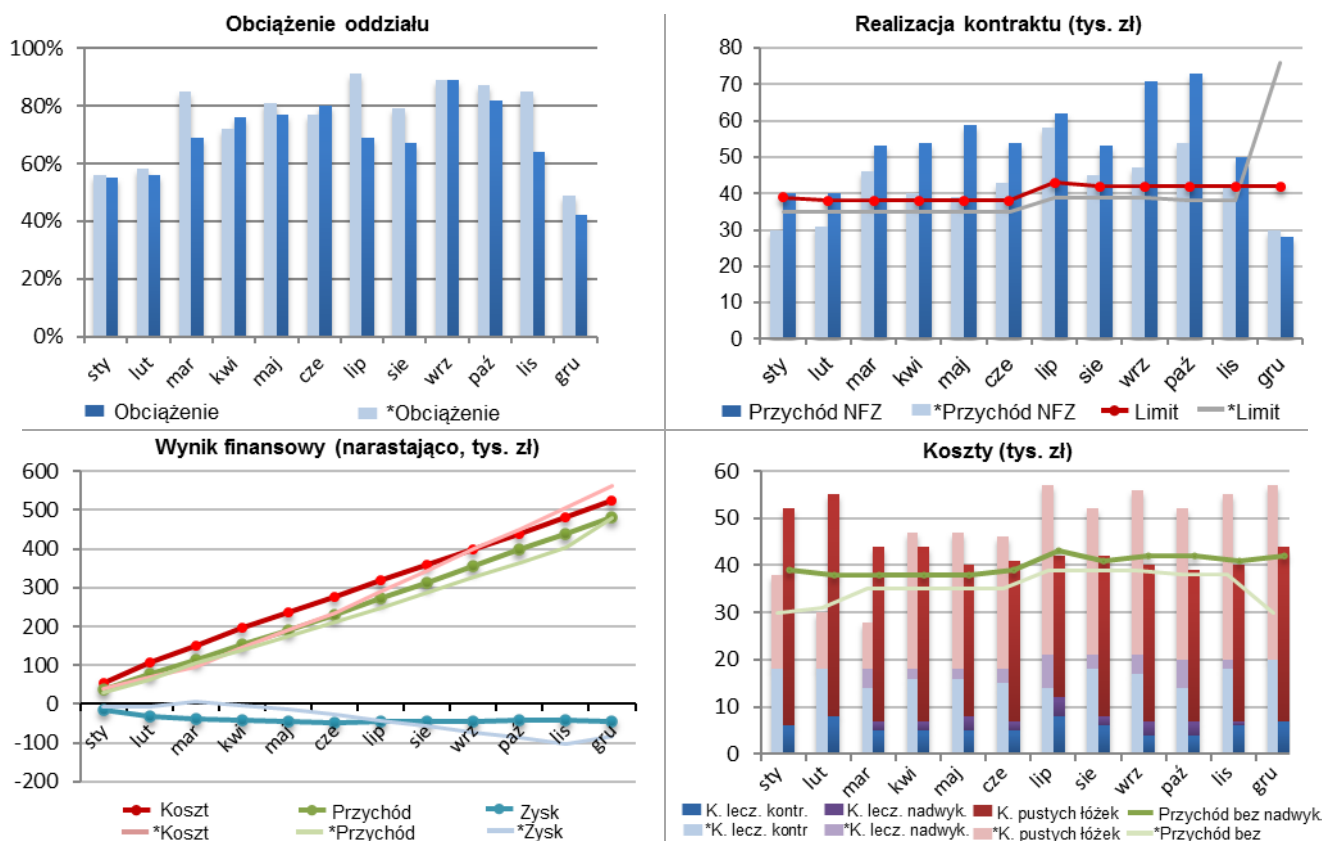 Obciążenie oddziału
100%
80%
60%
40%
20%
0%
sty lut mar kwi maj cze lip sie wrz paź lis gru
Obciążenie *Obciążenie
Realizacja kontraktu (tys. zł)
80
70
60
50
40
30
20
10
0
sty lut mar kwi maj cze lip sie wrz paź lis gru
Przychód NFZ *Przychód NFZ Limit *Limit
Wynik finansowy (narastająco, tys. zł)
600
500
400
300
200
100
0
-100
-200
sty lut mar kwi maj cze lip sie wrz paź lis gru
Koszt Przychód Zysk
*Koszt *Przychód *Zysk
Koszty (tys. zł)
60
50
40
30
20
10
0
sty lut mar kwi maj cze lip sie wrz paź lis gru
K. lecz. kontr. K. lecz. nadwyk. K. pustych łóżek Przychód bez nadwyk.
*K. lecz. kontr *K. lecz. nadwyk. *K. pustych łóżek *Przychód bez